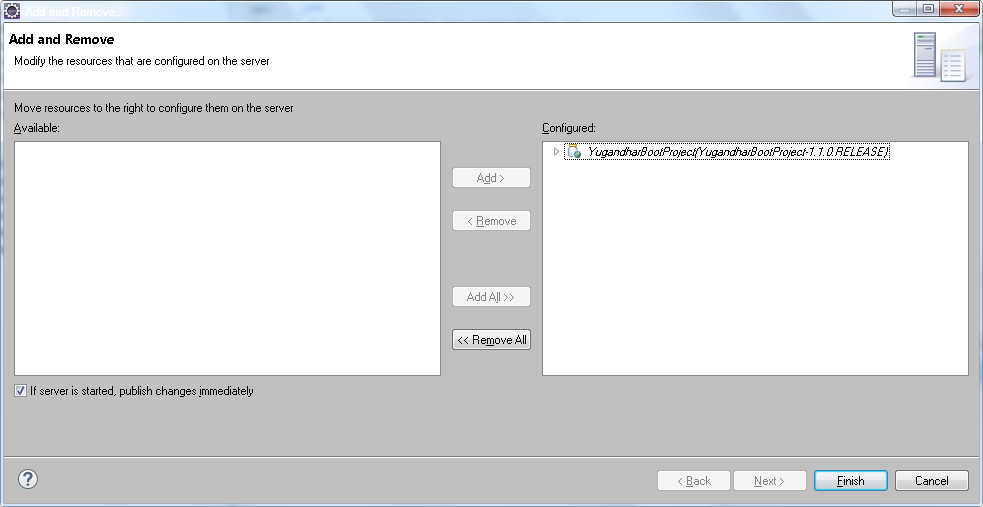 Add and Remove...
Add and Remove
Modify the resources that are configured on the server
Move resources to the right to configure them on the server
Available:
Configured:
YugandharBootProject(YugandharBootProject-1.1.0.RELEASE)
Add >
< Remove
Add All >>
<< Remove All
If server is started, publish changes immediately
?
< Back
Next >
Finish
Cancel